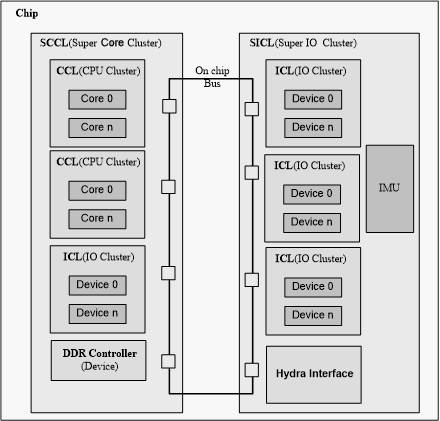 Chip
SCCL(Super Core Cluster)
CCL(CPU Cluster)
Core 0
Core n
CCL(CPU Cluster)
Core 0
Core n
ICL(IO Cluster)
Device 0
Device n
DDR Controller
(Device)
On chip
Bus
SICL(Super IO Cluster)
ICL(IO Cluster)
Device 0
Device n
ICL(IO Cluster)
Device 0
Device n
ICL(IO Cluster)
Device 0
Device n
IMU
Hydra Interface